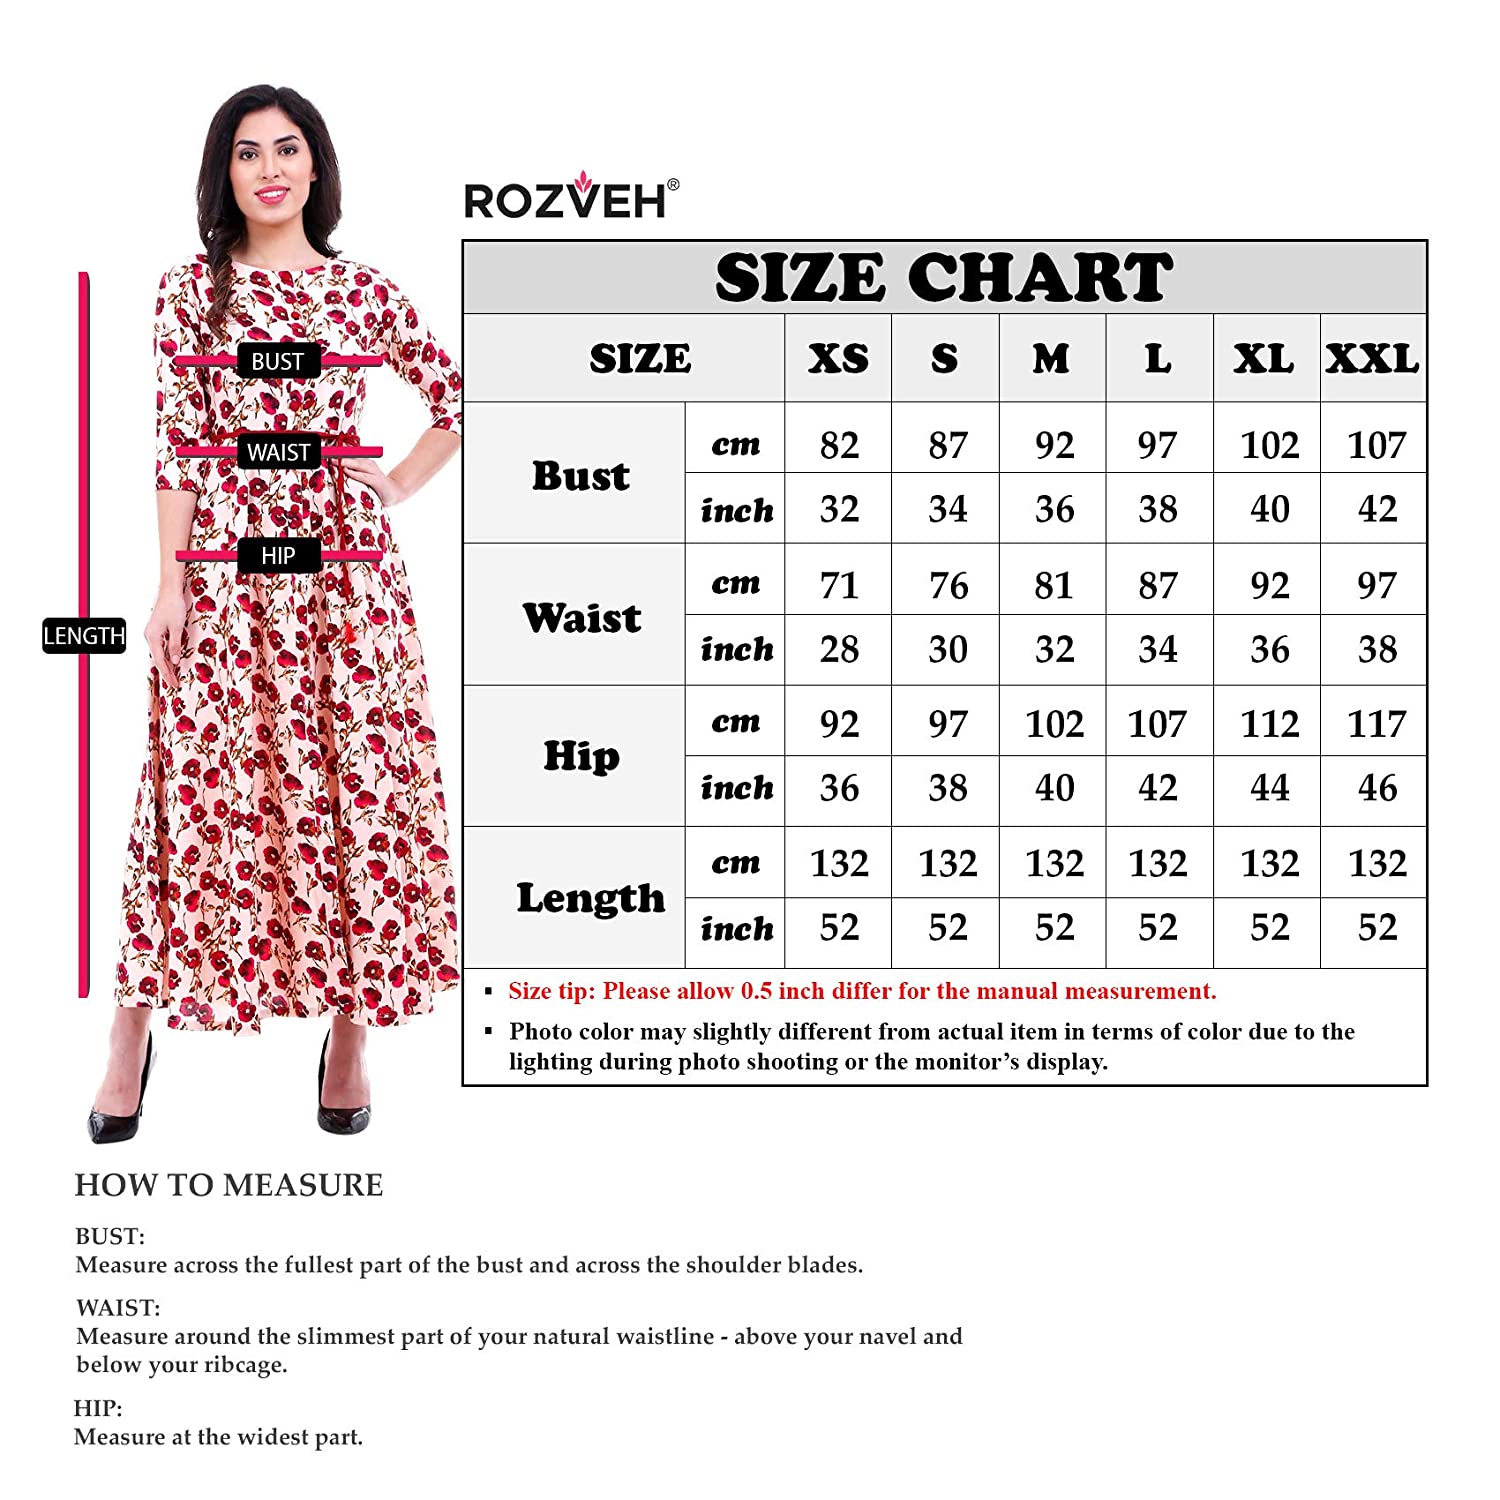 ROZVEH®
SIZE CHART
SIZE XS S M L XL XXL
Bust
cm 82 87 92 97 102 107
inch 32 34 36 38 40 42
Waist
cm 71 76 81 87 92 97
inch 28 30 32 34 36 38
Hip
cm 92 97 102 107 112 117
inch 36 38 40 42 44 46
Length
cm 132 132 132 132 132 132
inch 52 52 52 52 52 52
▪ Size tip: Please allow 0.5 inch differ for the manual measurement.
▪ Photo color may slightly different from actual item in terms of color due to the
lighting during photo shooting or the monitor's display.
BUST
WAIST
HIP
LENGTH
HOW TO MEASURE
BUST:
Measure across the fullest part of the bust and across the shoulder blades.
WAIST:
Measure around the slimmest part of your natural waistline - above your navel and
below your ribcage.
HIP:
Measure at the widest part.